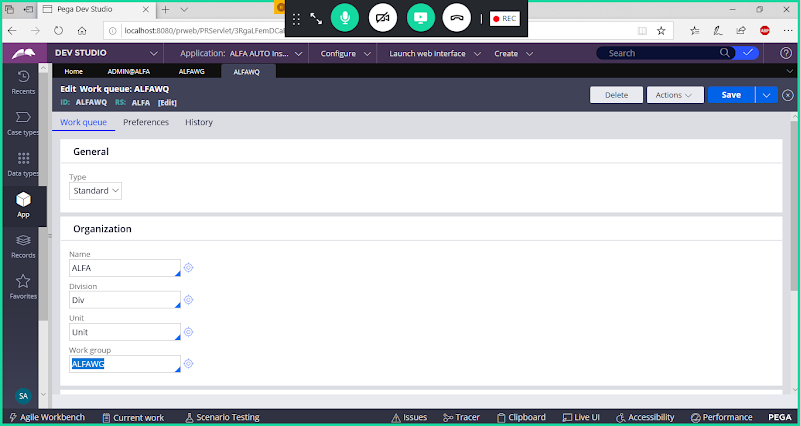 Pega Dev Studio
localhost:8080/prweb/PRServlet/3RgaLFemDCa
REC
ABP
DEV STUDIO
Application: ALFA AUTO Ins...
Configure
Launch web interface
Create
Search
Home
ADMIN@ALFA
ALFAWG
ALFAWQ
Edit Work queue: ALFAWQ
ID: ALFAWQ RS: ALFA [Edit]
Delete
Actions
Save
Recents
Case types
Data types
App
Records
Favorites
SA
Work queue
Preferences
History
General
Type
Standard
Organization
Name
ALFA
Division
Div
Unit
Unit
Work group
ALFAWG
Agile Workbench
Current work
Scenario Testing
Issues
Tracer
Clipboard
Live UI
Accessibility
Performance
PEGA